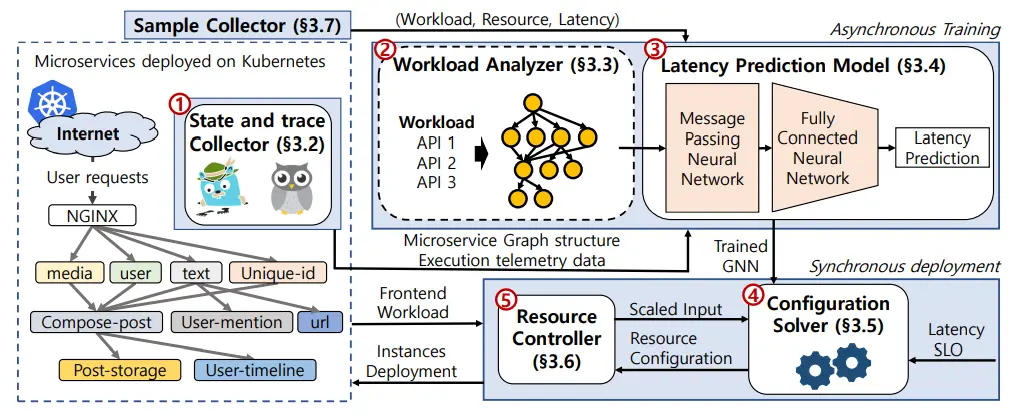 Sample Collector (§3.7)
(Workload, Resource, Latency)
Asynchronous Training
Microservices deployed on Kubernetes
Internet
User requests
NGINX
1
State and trace
Collector (§3.2)
media
user
text
Unique-id
Compose-post
User-mention
url
Post-storage
User-timeline
2
Workload Analyzer (§3.3)
Workload
API 1
API 2
API 3
3
Latency Prediction Model (§3.4)
Message
Passing
Neural
Network
Fully
Connected
Neural
Network
Latency
Prediction
Microservice Graph structure
Execution telemetry data
Trained
GNN
Synchronous deployment
Frontend
Workload
Instances
Deployment
5
Resource
Controller
(§3.6)
Scaled Input
Resource
Configuration
4
Configuration
Solver (§3.5)
Latency
SLO